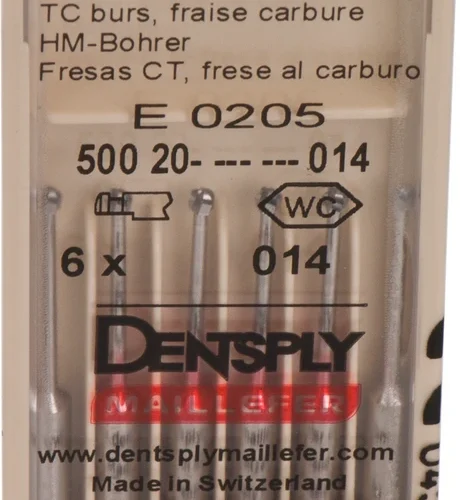 TC burs, fraise carbure
HM-Bohrer
Fresas CT, frese al carburo
E 0205
500 20- --- --- --- 014
WC
6 x 014
DENTSPLY
MAILLEFER
www.dentsplymaillefer.com
Made in Switzerland